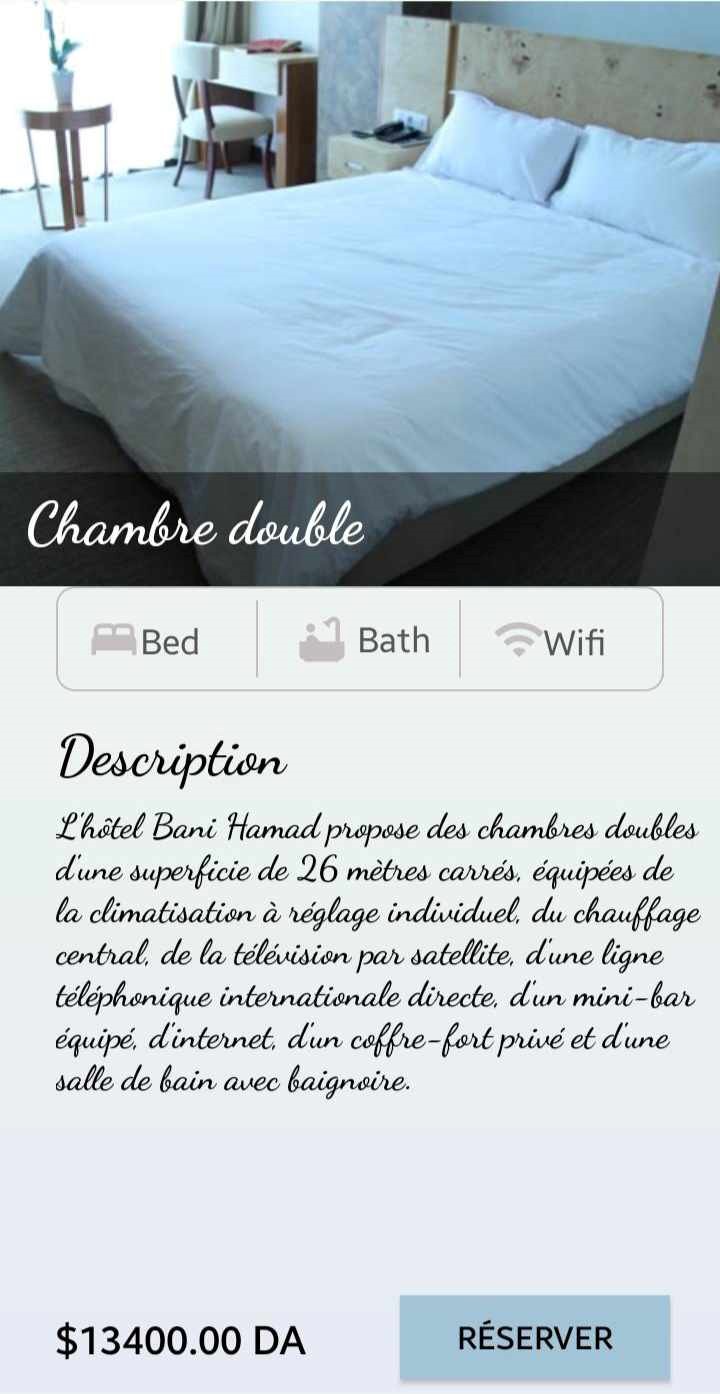 Chambre double
Bed Bath Wifi
Description
L'hôtel Bani Hamad propose des chambres doubles
d'une superficie de 26 mètres carrés, équipées de
la climatisation à réglage individuel, du chauffage
central, de la télévision par satellite, d'une ligne
téléphonique internationale directe, d'un mini-bar
équipé, d'internet, d'un coffre-fort privé et d'une
salle de bain avec baignoire.
$13400.00 DA RÉSERVER